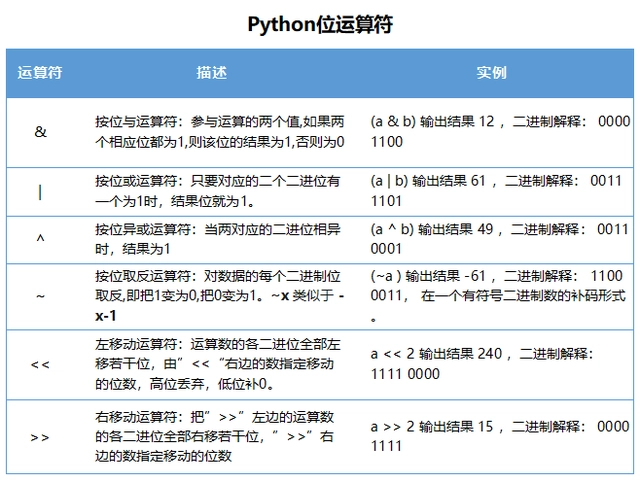 Python位运算符
运算符 描述 实例
& 按位与运算符：参与运算的两个值,如果两 (a & b) 输出结果 12 ，二进制解释： 0000
个相应位都为1,则该位的结果为1,否则为0 1100
| 按位或运算符：只要对应的二个二进位有 (a | b) 输出结果 61 ，二进制解释： 0011
一个为1时，结果位就为1。 1101
^ 按位异或运算符：当两对应的二进位相异 (a ^ b) 输出结果 49 ，二进制解释： 0011
时，结果为1 0001
~ 按位取反运算符：对数据的每个二进制位 (~a ) 输出结果 -61 ，二进制解释： 1100
取反,即把1变为0,把0变为1。~x 类似于 - 0011， 在一个有符号二进制数的补码形式
x-1 。
<< 左移动运算符：运算数的各二进位全部左 a << 2 输出结果 240 ，二进制解释：
移若干位，由”<<“右边的数指定移动 1111 0000
的位数，高位丢弃，低位补0。
>> 右移动运算符：把”>>”左边的运算数 a >> 2 输出结果 15 ，二进制解释： 0000
的各二进位全部右移若干位，”>>”右 1111
边的数指定移动的位数